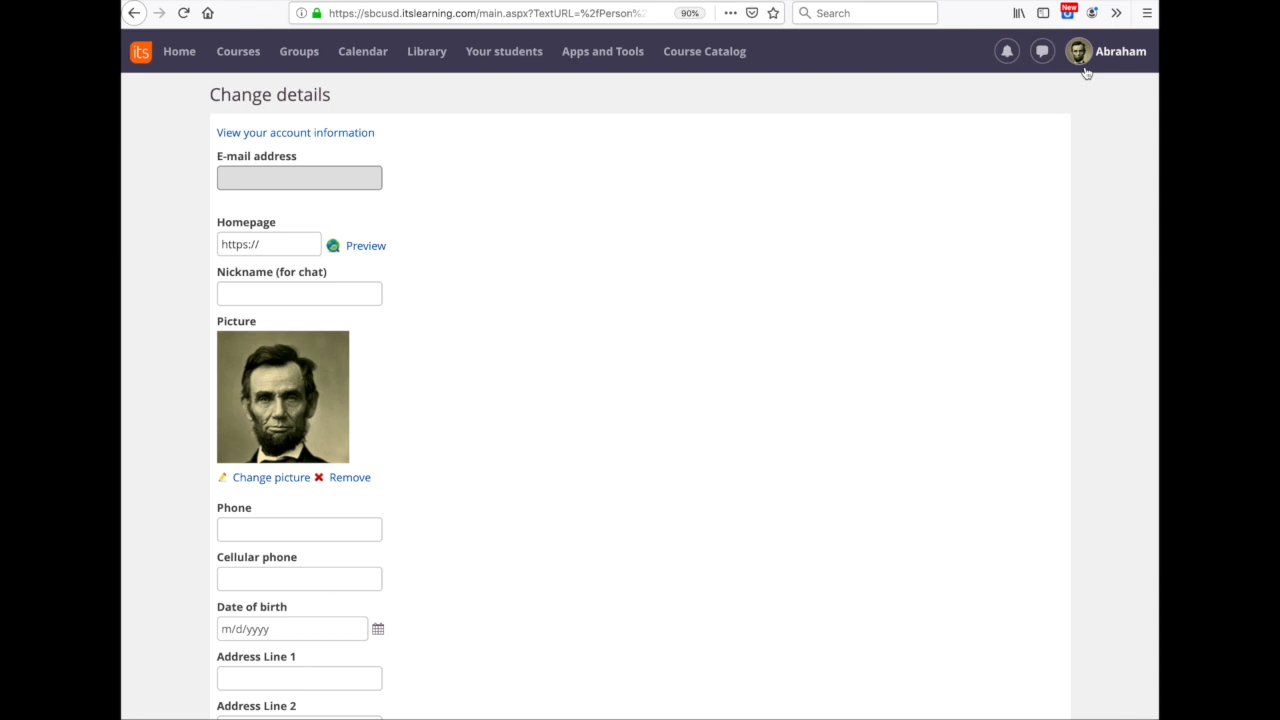 https://sbcusd.itslearning.com/main.aspx?TextURL=%2fPerson%2
90%
Search
New
its
Home
Courses
Groups
Calendar
Library
Your students
Apps and Tools
Course Catalog
Abraham
Change details
View your account information
E-mail address
Homepage
https://
Preview
Nickname (for chat)
Picture
Change picture
Remove
Phone
Cellular phone
Date of birth
m/d/yyyy
Address Line 1
Address Line 2